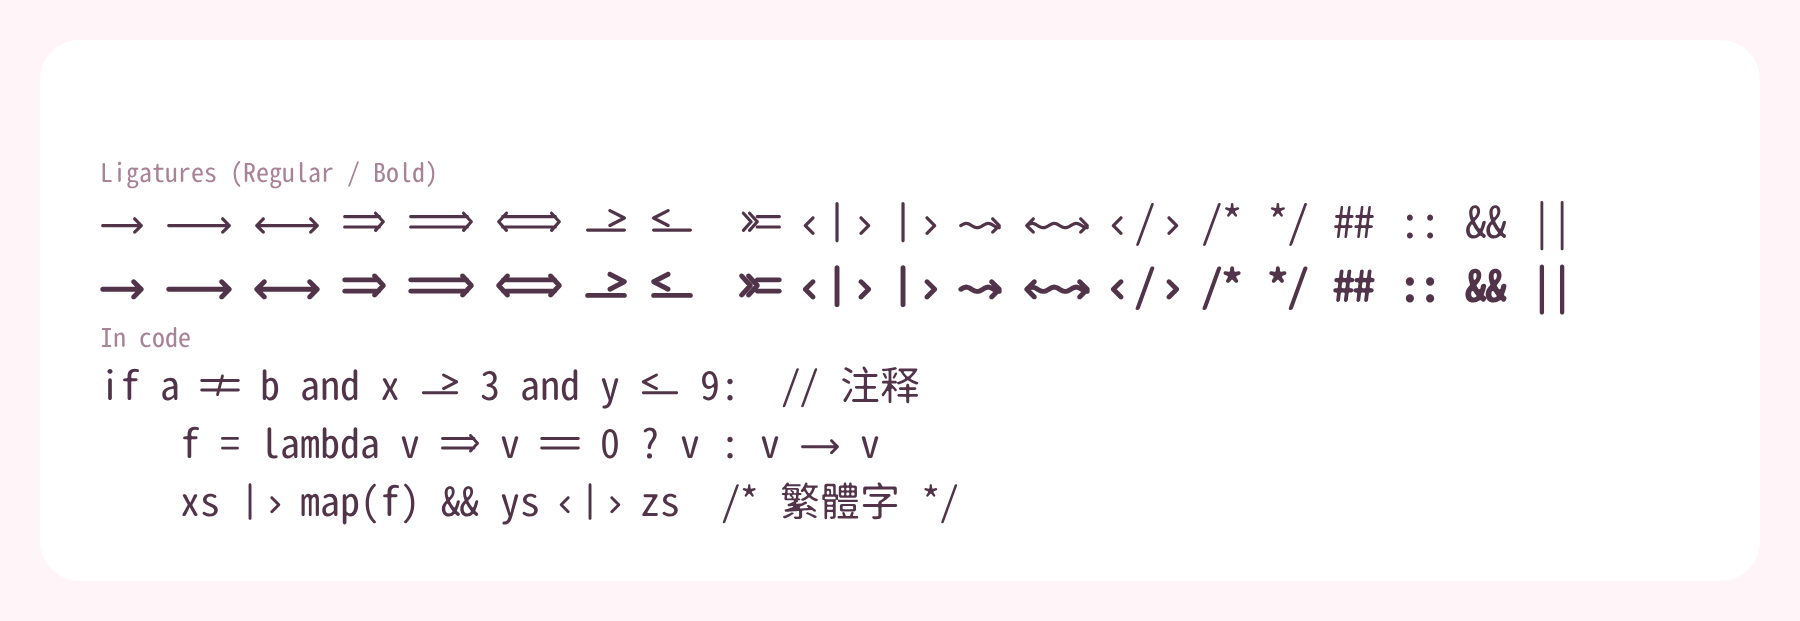 Ligatures (Regular / Bold)
→ ⟶ ⟷ ⇒ ⟹ ⟺ >= <= >>= <|> |> ~> <~> </> /* */ ## :: && ||
→ ⟶ ⟷ ⇒ ⟹ ⟺ >= <= >>= <|> |> ~> <~> </> /* */ ## :: && ||
In code
if a ≠ b and x >= 3 and y <= 9:  // 注释
f = lambda v ⇒ v == 0 ? v : v → v
xs |> map(f) && ys <|> zs  /* 繁體字 */